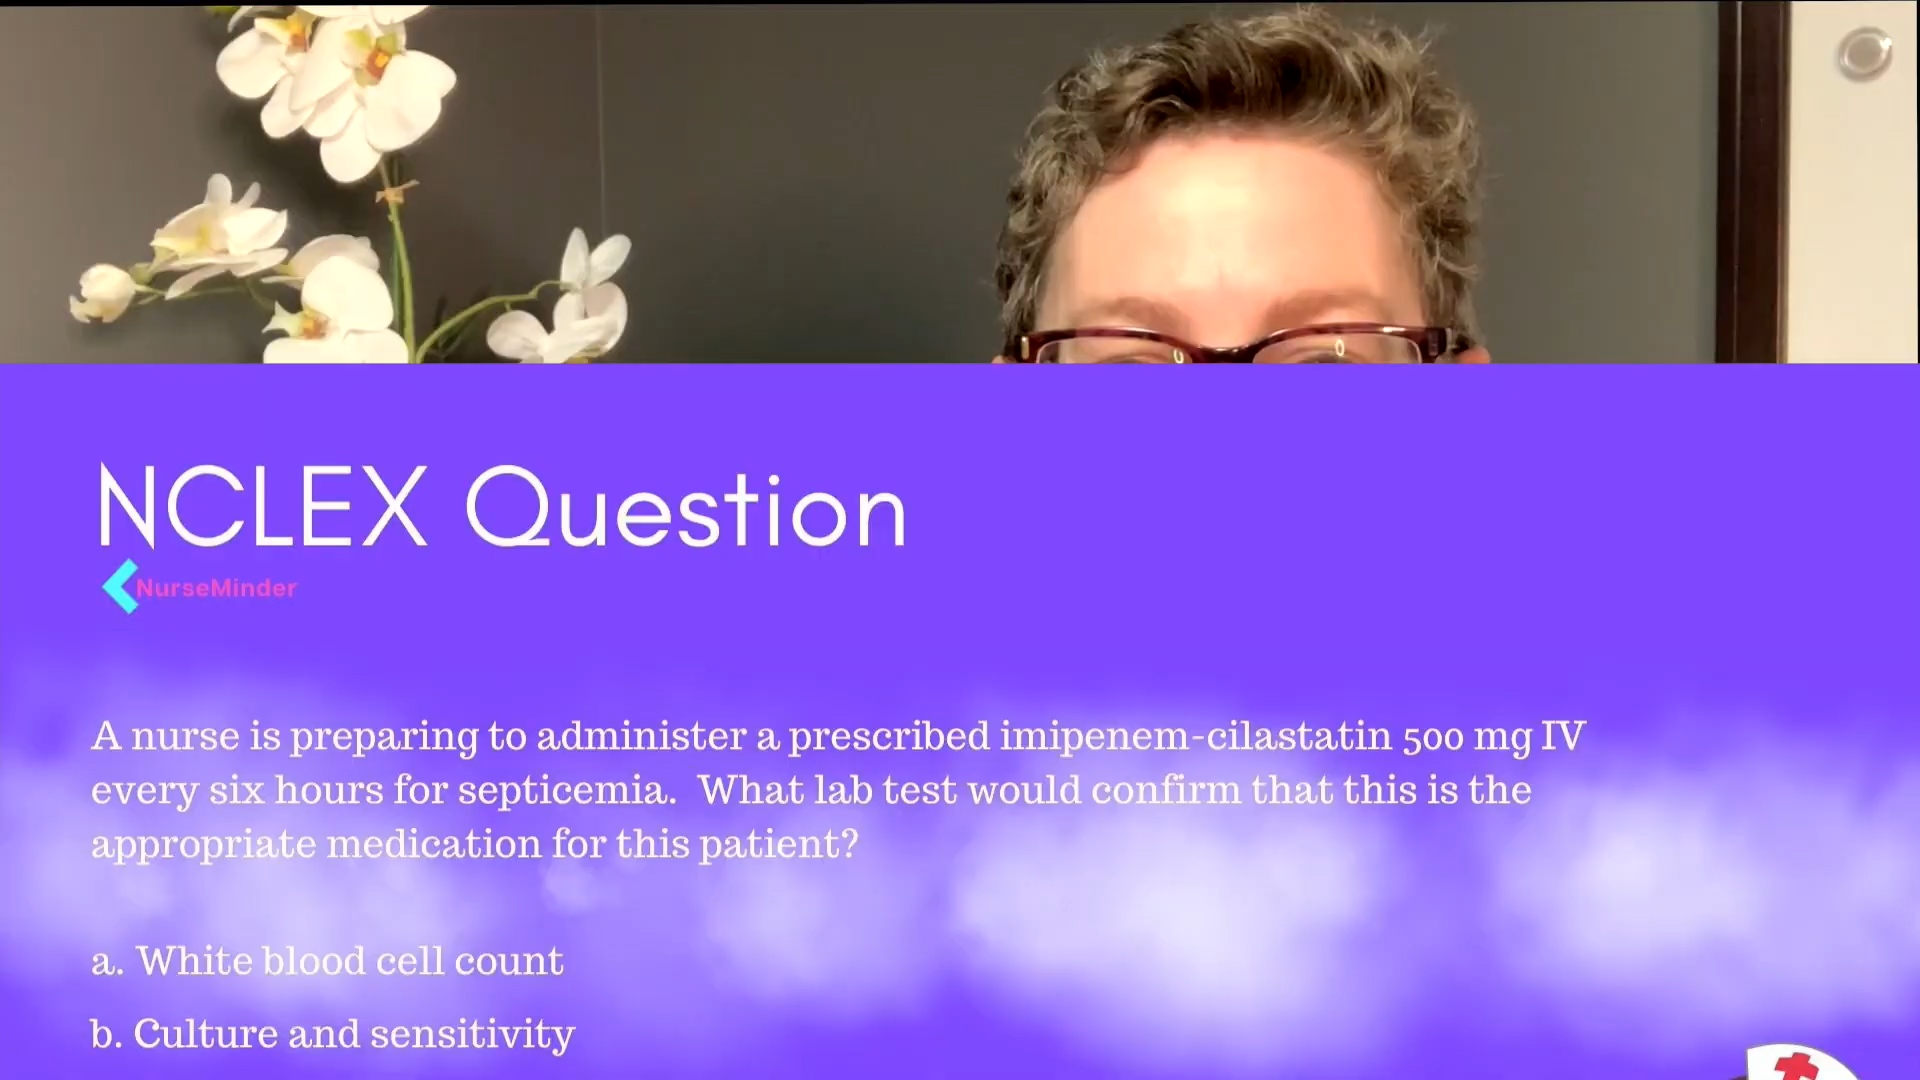 NCLEX Question
NurseMinder
A nurse is preparing to administer a prescribed imipenem-cilastatin 500 mg IV
every six hours for septicemia.  What lab test would confirm that this is the
appropriate medication for this patient?
a. White blood cell count
b. Culture and sensitivity